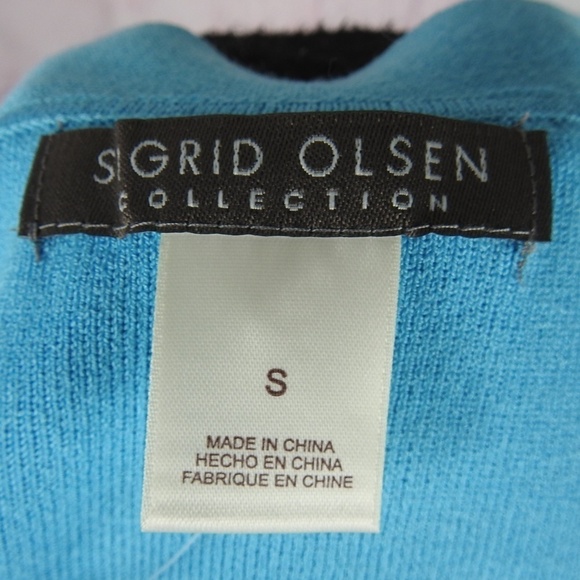 SIGRID OLSEN
COLLECTION
S
MADE IN CHINA
HECHO EN CHINA
FABRIQUE EN CHINE